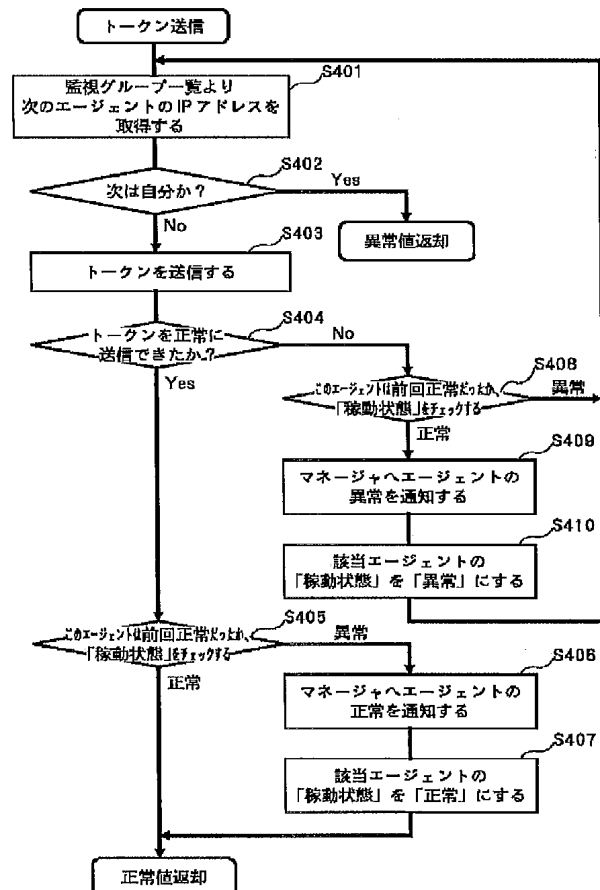 トークン送信
S401
監視グループ一覧より
次のエージェントのIPアドレスを
取得する
S402
次は自分か？
Yes
No
異常値返却
S403
トークンを送信する
S404
トークンを正常に
送信できたか？
No
Yes
S408
このエージェントは前回正常だったか、
「稼動状態」をチェックする
異常
正常
S409
マネージャへエージェントの
異常を通知する
S410
該当エージェントの
「稼動状態」を「異常」にする
S405
このエージェントは前回正常だったか、
「稼動状態」をチェックする
異常
正常
S406
マネージャへエージェントの
正常を通知する
S407
該当エージェントの
「稼動状態」を「正常」にする
正常値返却